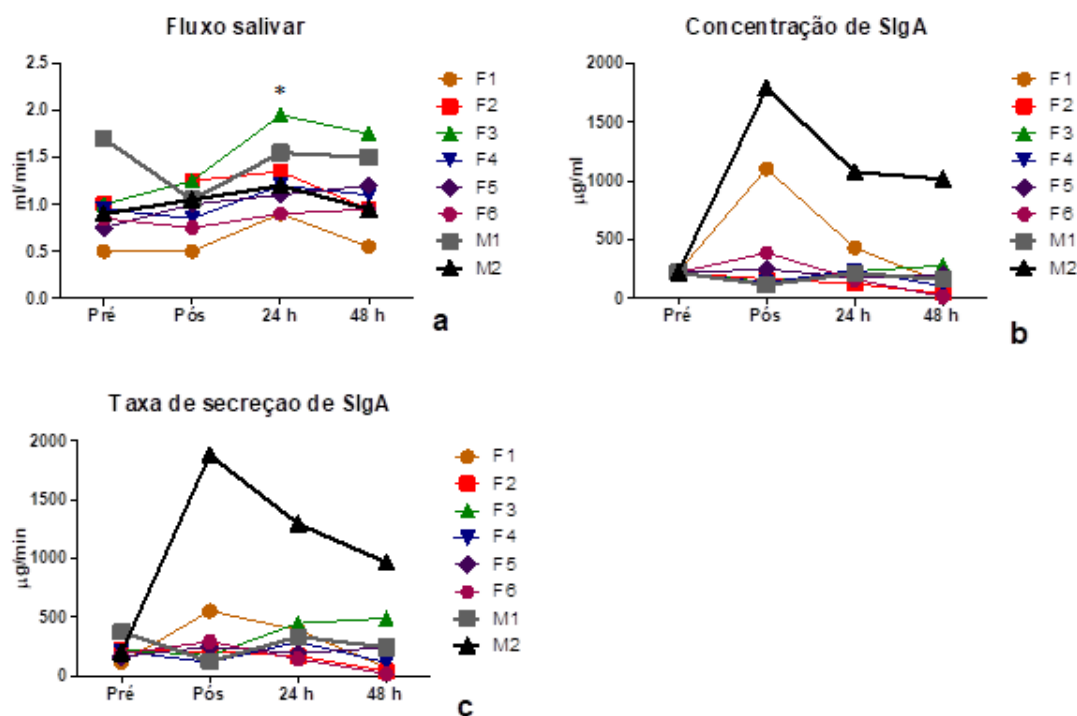 Fluxo salivar
2.5
2.0
1.5
1.0
0.5
0.0
ml/min
*
Pré
Pós
24 h
48 h
F1
F2
F3
F4
F5
F6
M1
M2
a
Concentração de SIgA
2000
1500
1000
500
0
µg/ml
Pré
Pós
24 h
48 h
F1
F2
F3
F4
F5
F6
M1
M2
b
Taxa de secreçao de SIgA
2000
1500
1000
500
0
µg/min
Pré
Pós
24 h
48 h
F1
F2
F3
F4
F5
F6
M1
M2
c